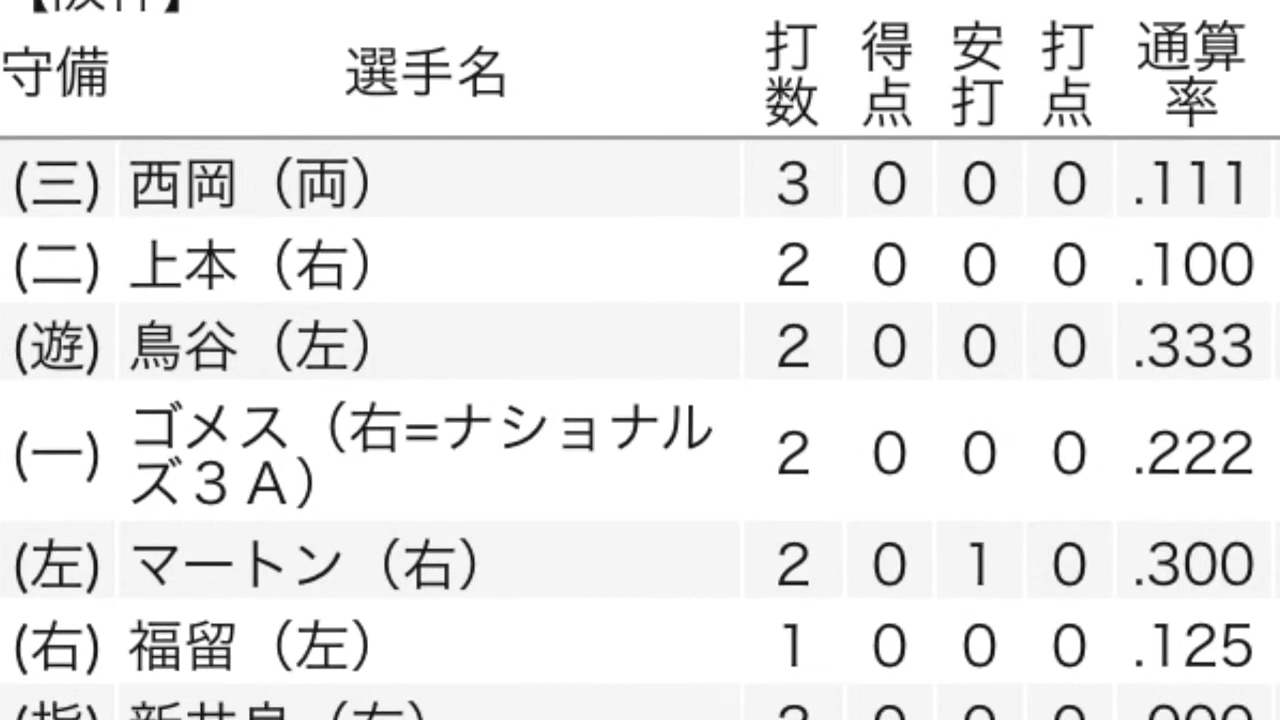 【阪神】
守備 選手名 打数 得点 安打 打点 通算率
(三) 西岡（両） 3 0 0 0 .111
(二) 上本（右） 2 0 0 0 .100
(遊) 鳥谷（左） 2 0 0 0 .333
(一) ゴメス（右=ナショナルズ３Ａ） 2 0 0 0 .222
(左) マートン（右） 2 0 1 0 .300
(右) 福留（左） 1 0 0 0 .125
(指) 新井良（右） 2 0 0 0 .000